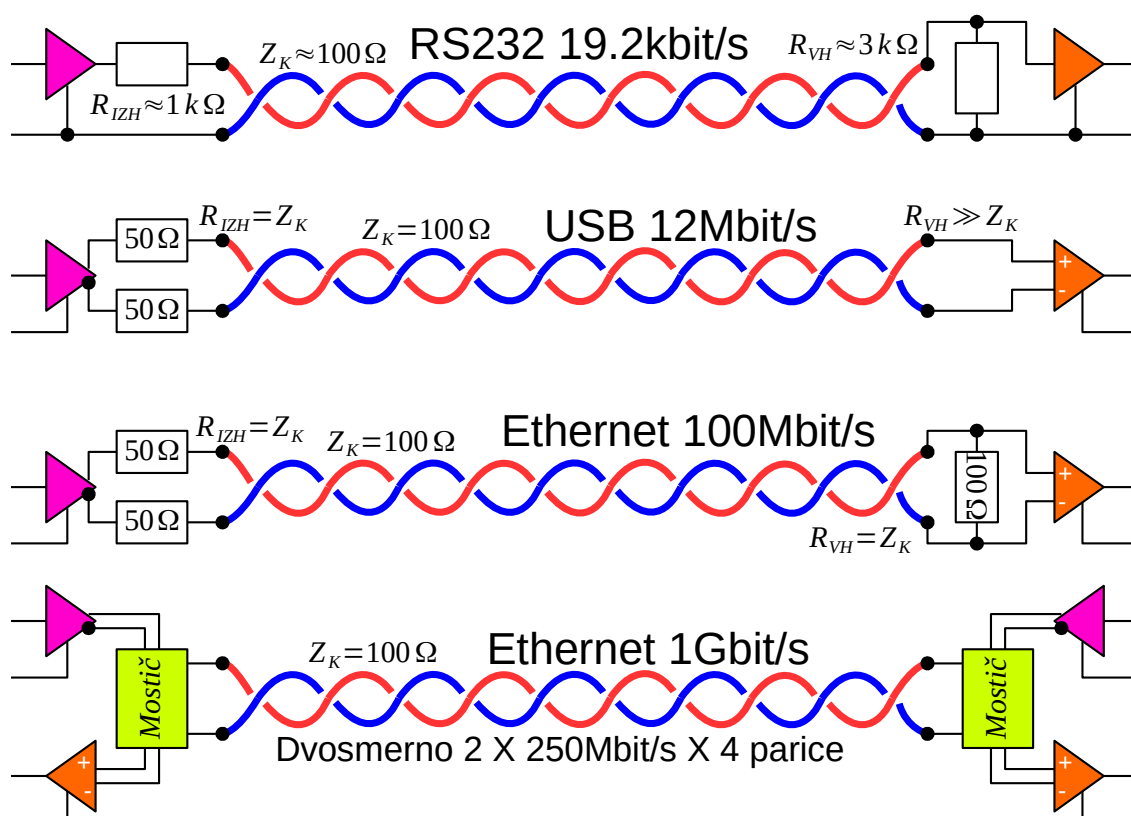 RS232 19.2kbit/s
Z_K≈100Ω
R_VH≈3kΩ
R_IZH≈1kΩ
USB 12Mbit/s
R_IZH=Z_K
Z_K=100Ω
R_VH≫Z_K
50Ω
50Ω
+
-
Ethernet 100Mbit/s
R_IZH=Z_K
Z_K=100Ω
50Ω
50Ω
100Ω
+
-
R_VH=Z_K
Ethernet 1Gbit/s
Z_K=100Ω
Mostič
Mostič
Dvosmerno 2 X 250Mbit/s X 4 parice
+
-
+
-